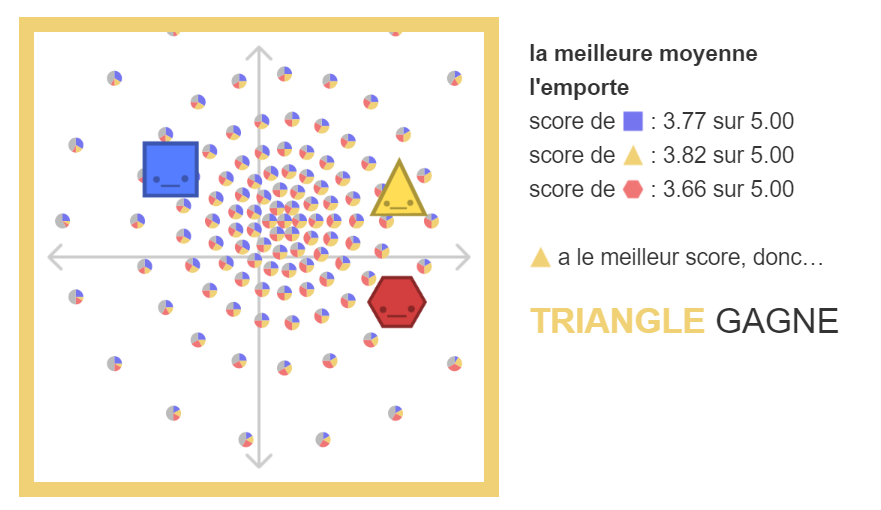 la meilleure moyenne
l'emporte
score de : 3.77 sur 5.00
score de : 3.82 sur 5.00
score de : 3.66 sur 5.00
a le meilleur score, donc…
TRIANGLE GAGNE